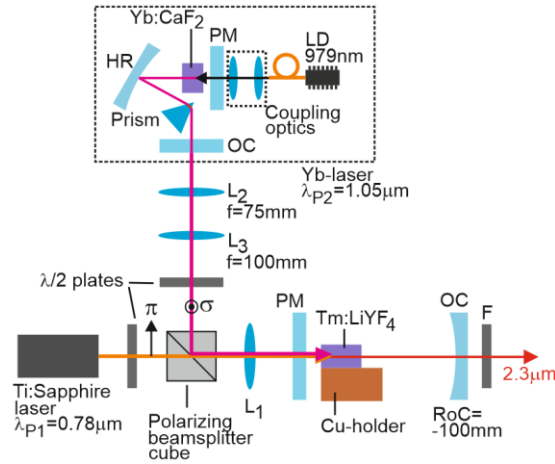 Yb:CaF2
PM
LD
979nm
HR
Prism
Coupling
optics
OC
Yb-laser
λP2=1.05μm
L2
f=75mm
L3
f=100mm
λ/2 plates
π
σ
PM
OC
F
Tm:LiYF4
2.3μm
Ti:Sapphire
laser
λP1=0.78μm
Polarizing
beamsplitter
cube
L1
Cu-holder
RoC=
-100mm